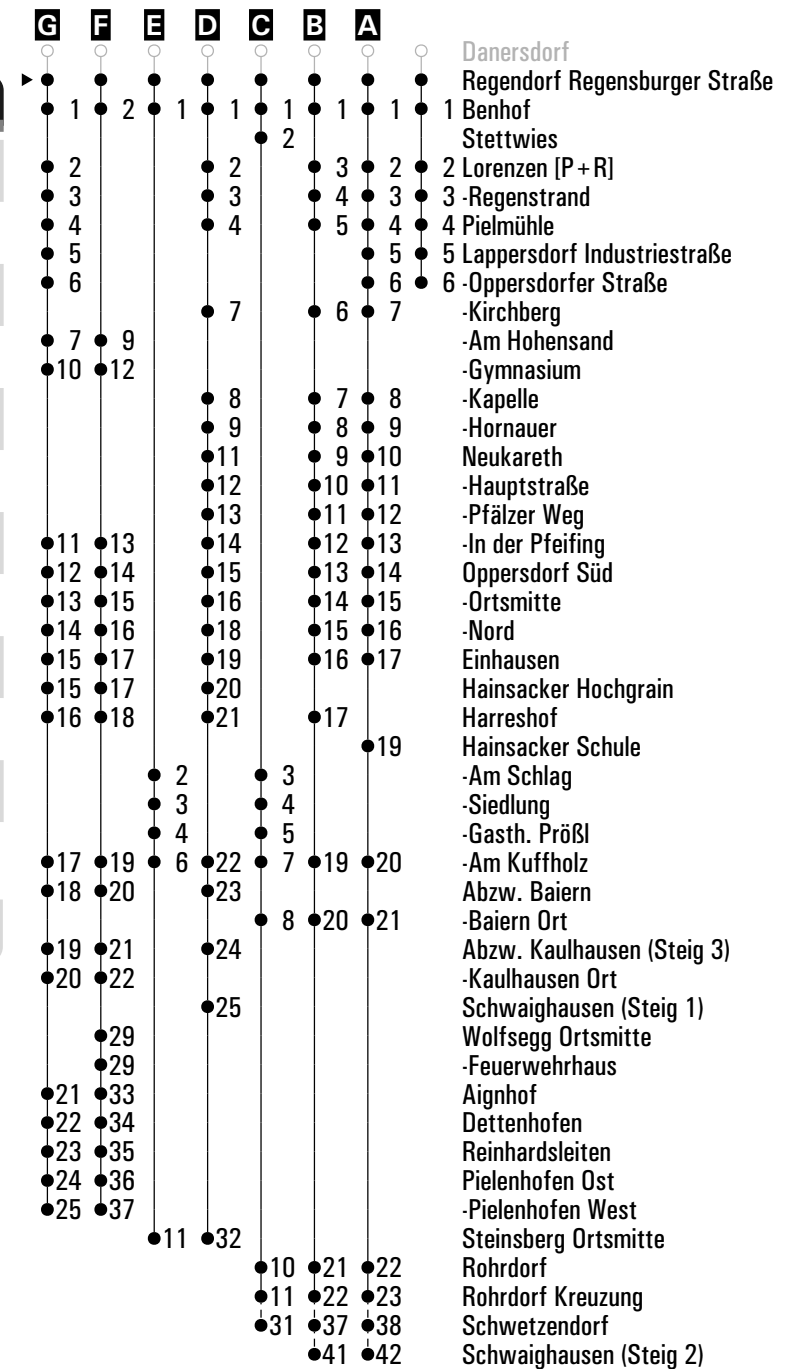 G F E D C B A
Danersdorf
Regendorf Regensburger Straße
1 2 1 1 1 1 1 1 Benhof
2 Stettwies
2 2 3 2 2 Lorenzen [P+R]
3 3 4 3 3 -Regenstrand
4 4 5 4 4 Pielmühle
5 5 5 Lappersdorf Industriestraße
6 6 6 -Oppersdorfer Straße
7 6 7 -Kirchberg
7 9 -Am Hohensand
10 12 -Gymnasium
8 7 8 -Kapelle
9 8 9 -Hornauer
11 9 10 Neukareth
12 10 11 -Hauptstraße
13 11 12 -Pfälzer Weg
11 13 14 12 13 -In der Pfeifing
12 14 15 13 14 Oppersdorf Süd
13 15 16 14 15 -Ortsmitte
14 16 18 15 16 -Nord
15 17 19 16 17 Einhausen
15 17 20 Hainsacker Hochgrain
16 18 21 17 Harreshof
19 Hainsacker Schule
2 3 -Am Schlag
3 4 -Siedlung
4 5 -Gasth. Prößl
17 19 6 22 7 19 20 -Am Kuffholz
18 20 23 Abzw. Baiern
8 20 21 -Baiern Ort
19 21 24 Abzw. Kaulhausen (Steig 3)
20 22 -Kaulhausen Ort
25 Schwaighausen (Steig 1)
29 Wolfsegg Ortsmitte
29 -Feuerwehrhaus
21 33 Aignhof
22 34 Dettenhofen
23 35 Reinhardsleiten
24 36 Pielenhofen Ost
25 37 -Pielenhofen West
11 32 Steinsberg Ortsmitte
10 21 22 Rohrdorf
11 22 23 Rohrdorf Kreuzung
31 37 38 Schwetzendorf
41 42 Schwaighausen (Steig 2)